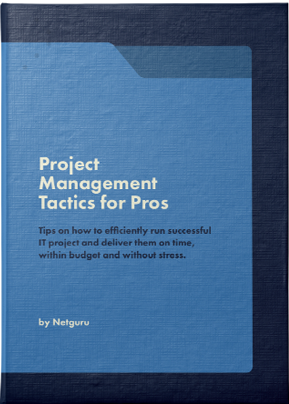 Project
Management
Tactics for Pros
Tips on how to efficiently run successful
IT project and deliver them on time,
within budget and without stress.
by Netguru